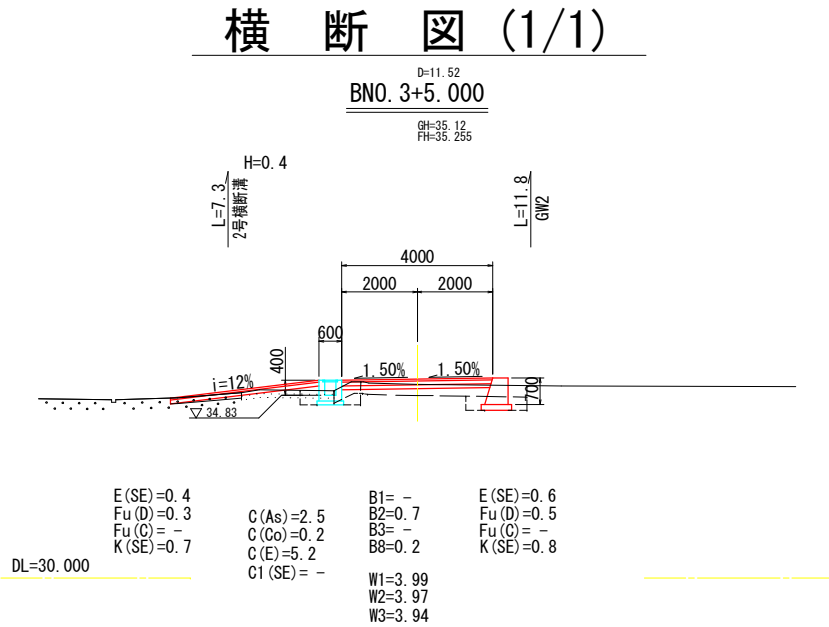 横 断 図 (1/1)
D=11.52
BNO.3+5.000
GH=35.12
FH=35.255
H=0.4
L=7.3
2号横断溝
L=11.8
GW2
4000
2000
2000
600
400
i=12%
1.50%
1.50%
700
34.83
E(SE)=0.4
Fu(D)=0.3
Fu(C)= -
K(SE)=0.7
C(As)=2.5
C(Co)=0.2
C(E)=5.2
C1(SE)= -
B1= -
B2=0.7
B3= -
B8=0.2
W1=3.99
W2=3.97
W3=3.94
E(SE)=0.6
Fu(D)=0.5
Fu(C)= -
K(SE)=0.8
DL=30.000